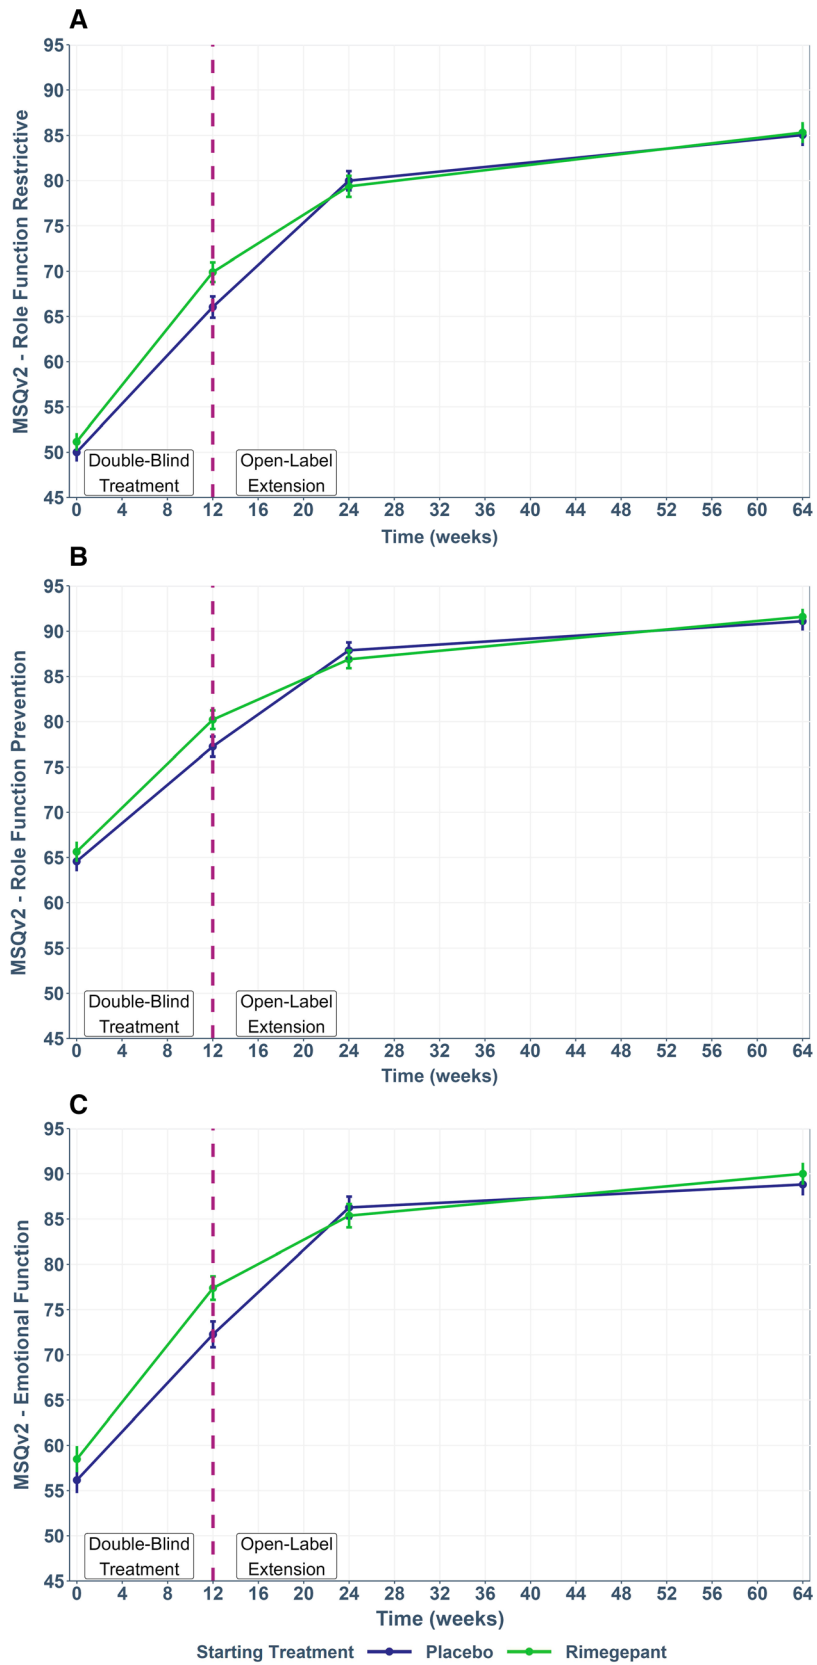 A
MSQv2 - Role Function Restrictive
95
90
85
80
75
70
65
60
55
50
45
Double-Blind
Treatment
Open-Label
Extension
0 4 8 12 16 20 24 28 32 36 40 44 48 52 56 60 64
Time (weeks)
B
MSQv2 - Role Function Prevention
95
90
85
80
75
70
65
60
55
50
45
Double-Blind
Treatment
Open-Label
Extension
0 4 8 12 16 20 24 28 32 36 40 44 48 52 56 60 64
Time (weeks)
C
MSQv2 - Emotional Function
95
90
85
80
75
70
65
60
55
50
45
Double-Blind
Treatment
Open-Label
Extension
0 4 8 12 16 20 24 28 32 36 40 44 48 52 56 60 64
Time (weeks)
Starting Treatment Placebo Rimegepant